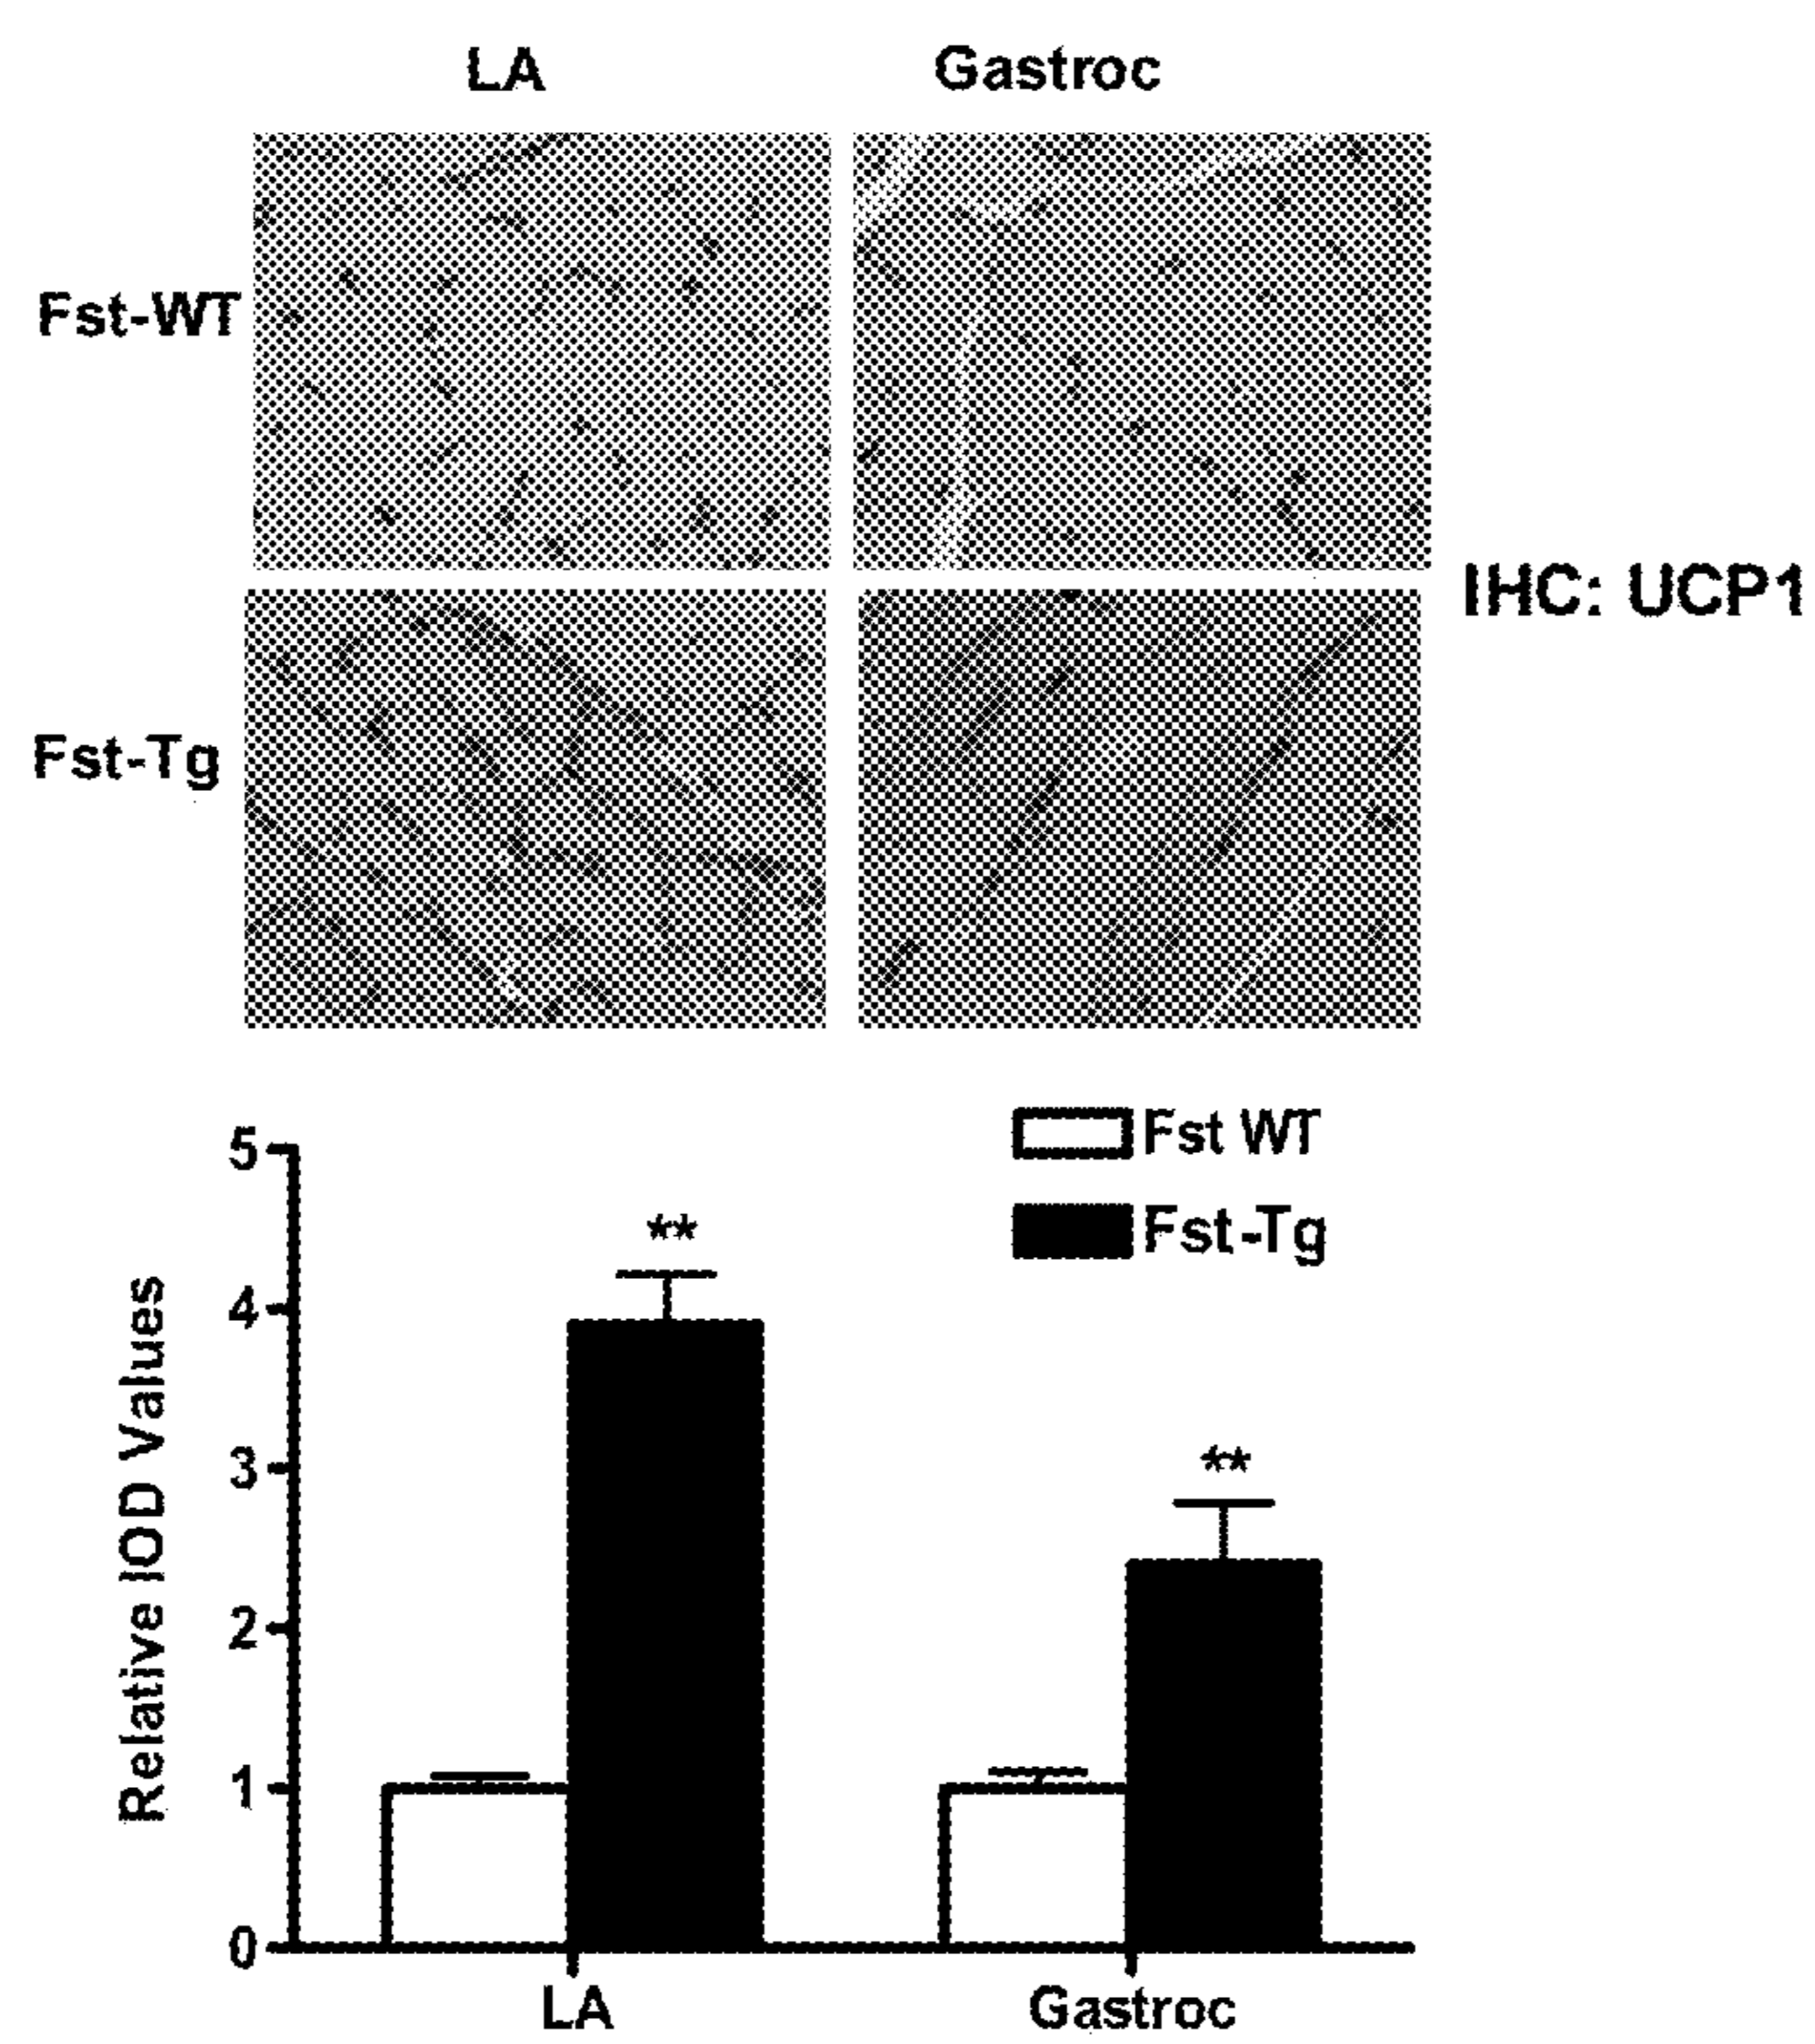 LA Gastroc
Fst-WT
IHC: UCP1
Fst-Tg
Fst WT
Fst-Tg
5
4
3
2
1
0
Relative IOD Values
**
**
LA Gastroc